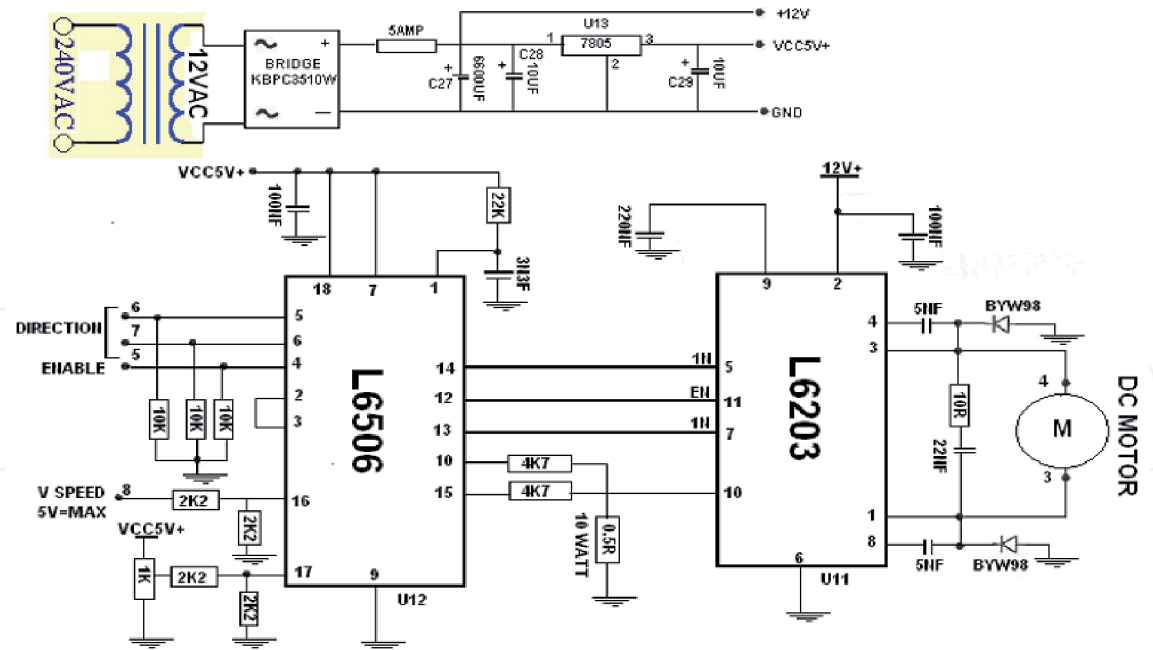 240VAC
12VAC
BRIDGE
KBPC3510W
+
5AMP
+
C27
6600UF
+
C28
10UF
U13
1
7805
3
2
+
C29
10UF
+12V
VCC5V+
GND
VCC5V+
100NF
22K
3N3F
18
7
1
DIRECTION
6
7
5
ENABLE
5
6
4
2
3
10K
10K
10K
V SPEED
5V=MAX
8
2K2
2K2
16
VCC5V+
1K
2K2
2K2
17
9
L6506
U12
14
12
13
10
15
4K7
4K7
0.5R
10 WATT
1N
EN
1N
5
11
7
10
220NF
12V+
100NF
9
2
L6203
4
3
1
8
6
U11
5NF
BYW98
10R
22NF
4
M
3
DC MOTOR
5NF
BYW98